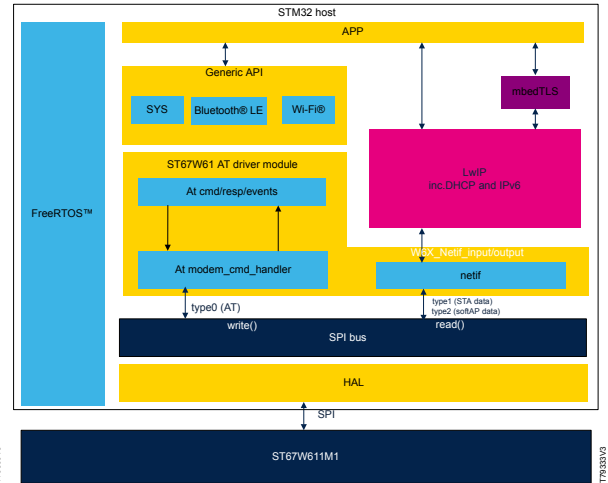 STM32 host
APP
Generic API
mbedTLS
SYS
Bluetooth® LE
Wi-Fi®
ST67W61 AT driver module
LwIP
inc.DHCP and IPv6
At cmd/resp/events
FreeRTOS™
W6X_Netif_input/output
At modem_cmd_handler
netif
type0 (AT)
type1 (STA data)
type2 (softAP data)
write()
read()
SPI bus
HAL
SPI
ST67W611M1
T79333V3